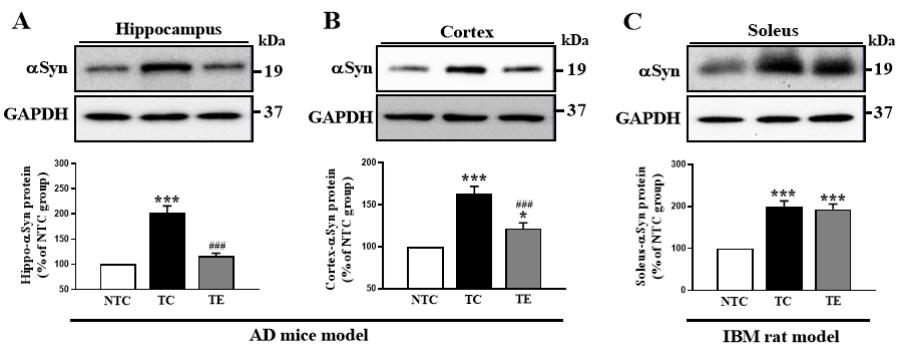 A
Hippocampus
kDa
αSyn
19
GAPDH
37
Hippo-αSyn protein
(% of NTC group)
300
250
200
150
100
50
***
###
NTC TC TE
B
Cortex
kDa
αSyn
19
GAPDH
37
Cortex-αSyn protein
(% of NTC group)
200
150
100
50
***
###
*
NTC TC TE
AD mice model
C
Soleus
kDa
αSyn
19
GAPDH
37
Soleus-αSyn protein
(% of NTC group)
300
200
100
0
***
***
NTC TC TE
IBM rat model